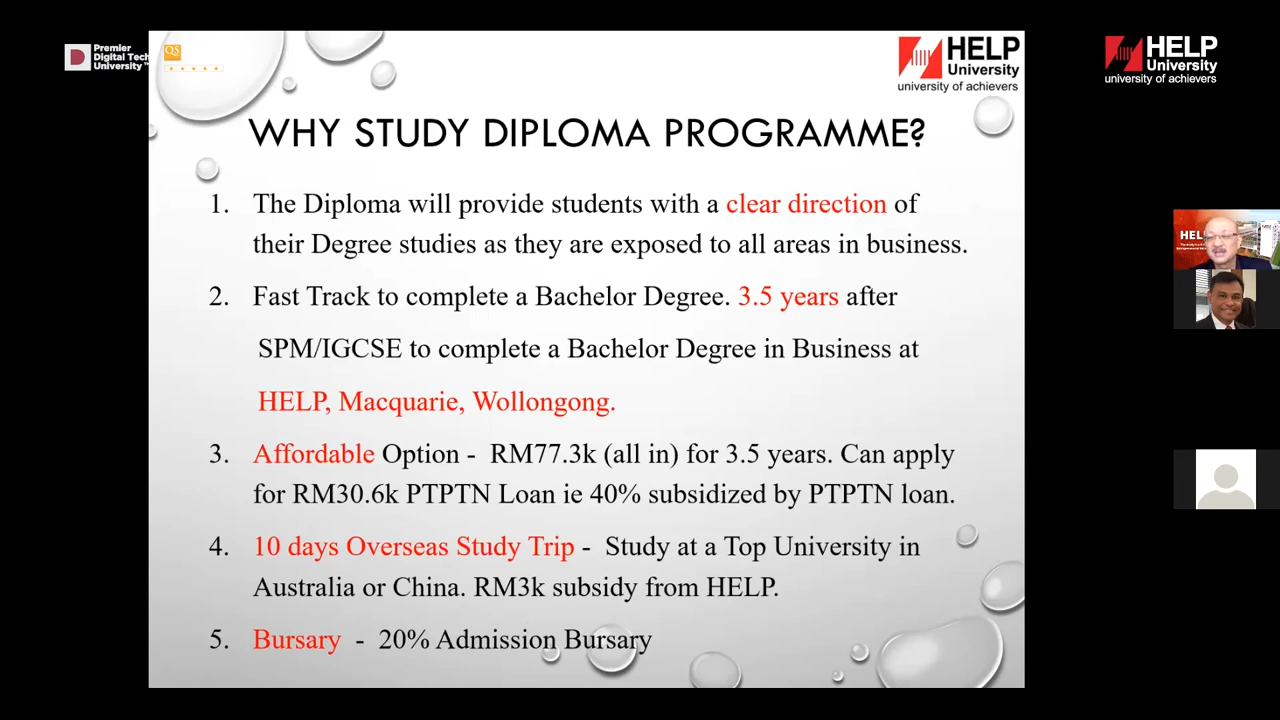 Premier
Digital Tech
University™
QS
HELP
University
university of achievers
HELP
University
university of achievers
WHY STUDY DIPLOMA PROGRAMME?
1. The Diploma will provide students with a clear direction of
their Degree studies as they are exposed to all areas in business.
2. Fast Track to complete a Bachelor Degree. 3.5 years after
SPM/IGCSE to complete a Bachelor Degree in Business at
HELP, Macquarie, Wollongong.
3. Affordable Option - RM77.3k (all in) for 3.5 years. Can apply
for RM30.6k PTPTN Loan ie 40% subsidized by PTPTN loan.
4. 10 days Overseas Study Trip - Study at a Top University in
Australia or China. RM3k subsidy from HELP.
5. Bursary - 20% Admission Bursary